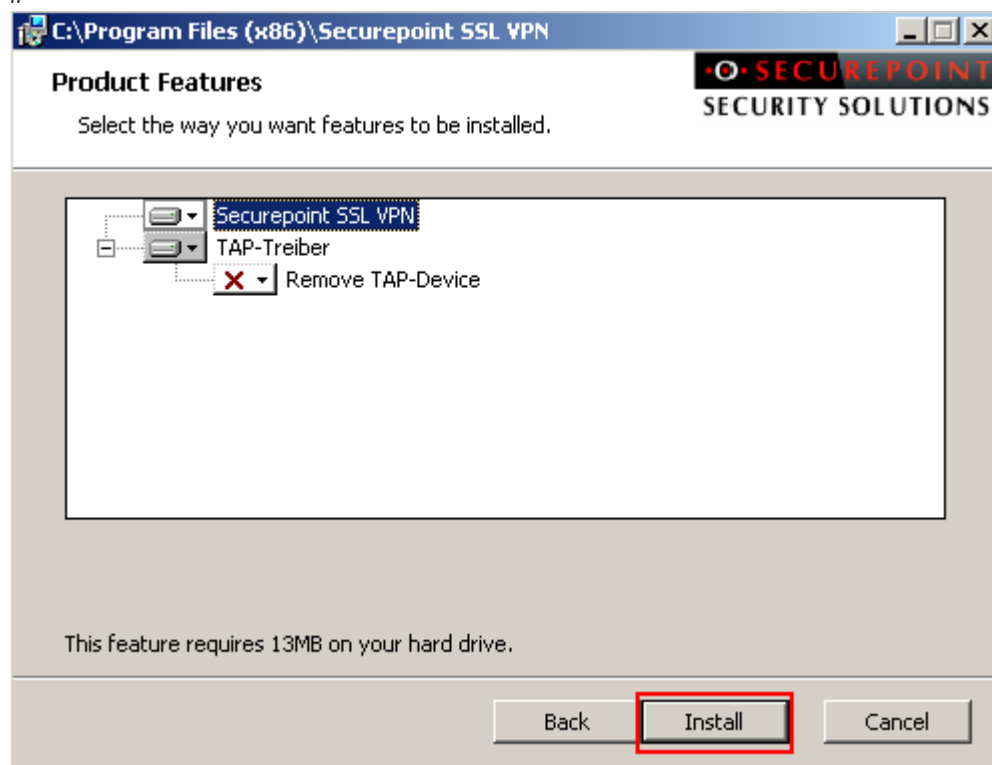 C:\Program Files (x86)\Securepoint SSL VPN
Product Features
SECUREPOINT
SECURITY SOLUTIONS
Select the way you want features to be installed.
Securepoint SSL VPN
TAP-Treiber
Remove TAP-Device
This feature requires 13MB on your hard drive.
Back Install Cancel